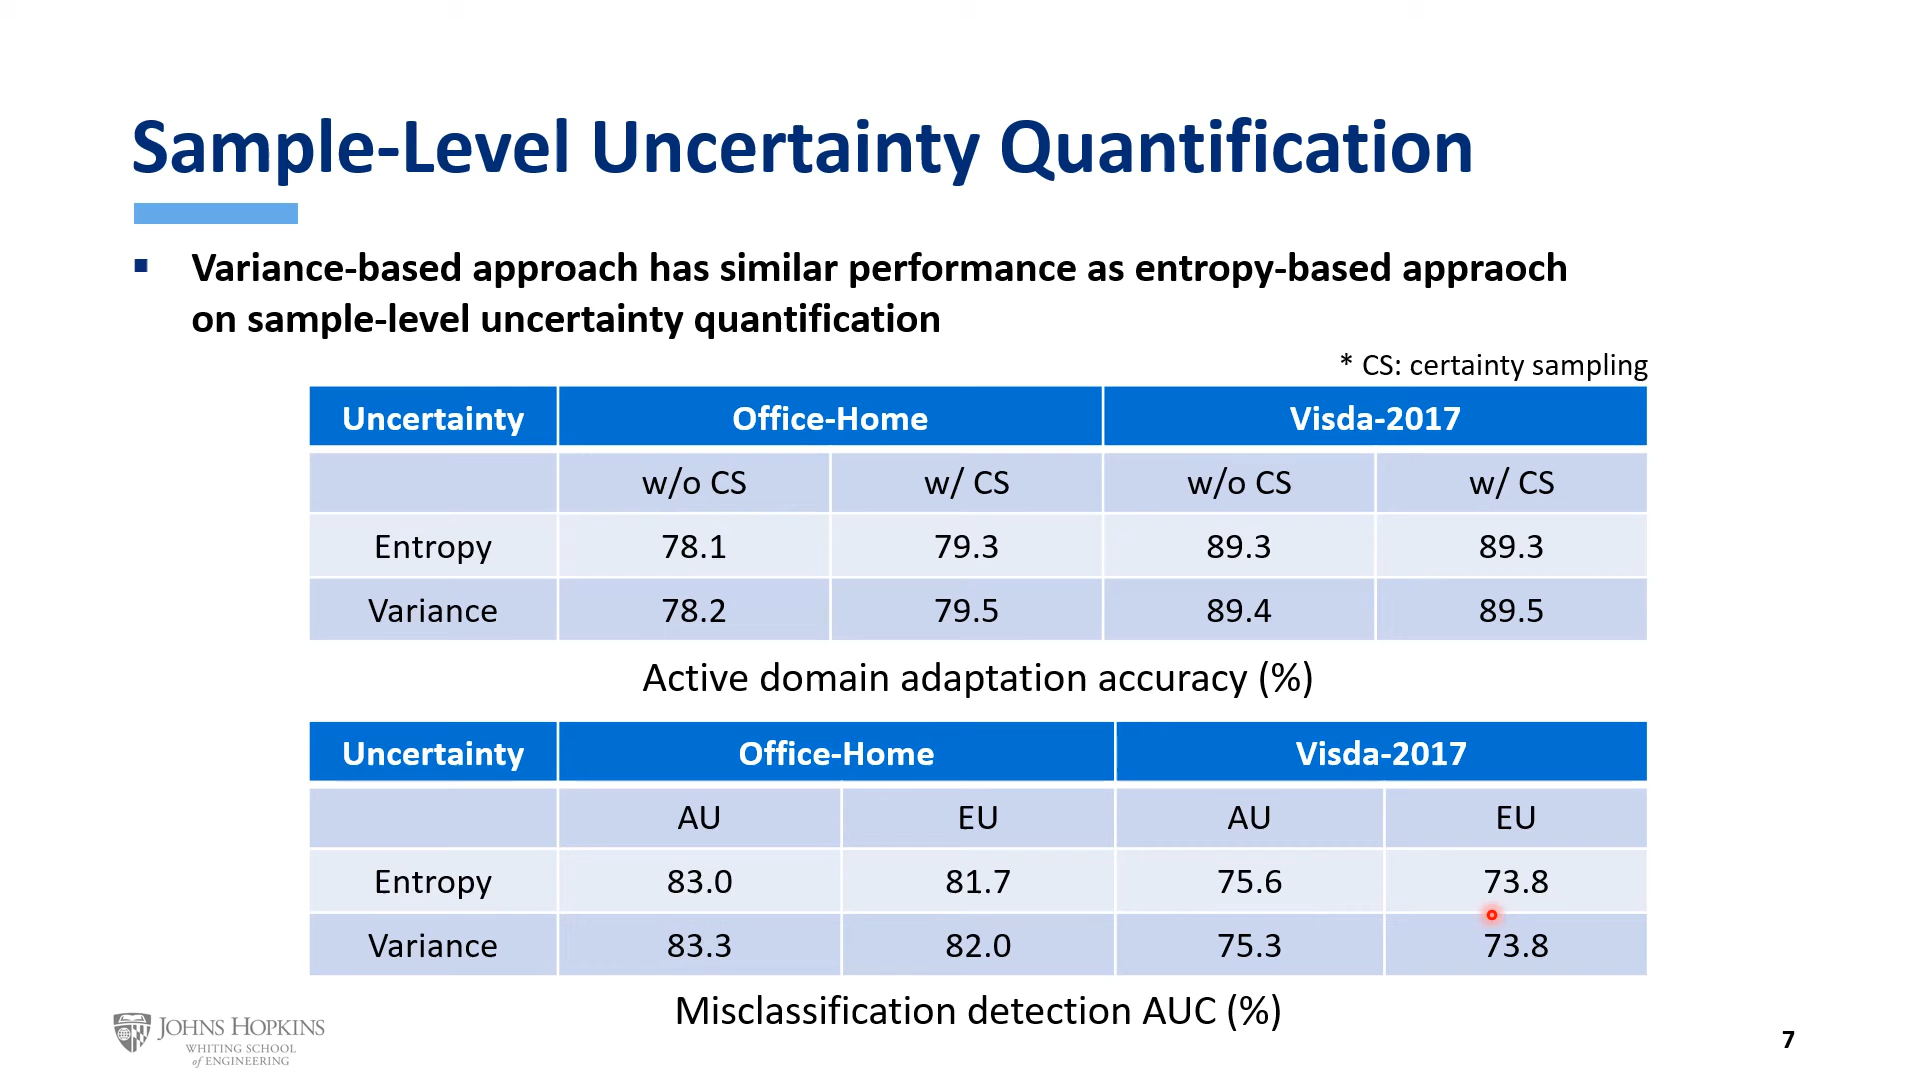 Sample-Level Uncertainty Quantification
▪ Variance-based approach has similar performance as entropy-based appraoch
on sample-level uncertainty quantification
* CS: certainty sampling
Uncertainty Office-Home Visda-2017
w/o CS w/ CS w/o CS w/ CS
Entropy 78.1 79.3 89.3 89.3
Variance 78.2 79.5 89.4 89.5
Active domain adaptation accuracy (%)
Uncertainty Office-Home Visda-2017
AU EU AU EU
Entropy 83.0 81.7 75.6 73.8
Variance 83.3 82.0 75.3 73.8
Misclassification detection AUC (%)
JOHNS HOPKINS
WHITING SCHOOL
of ENGINEERING
7